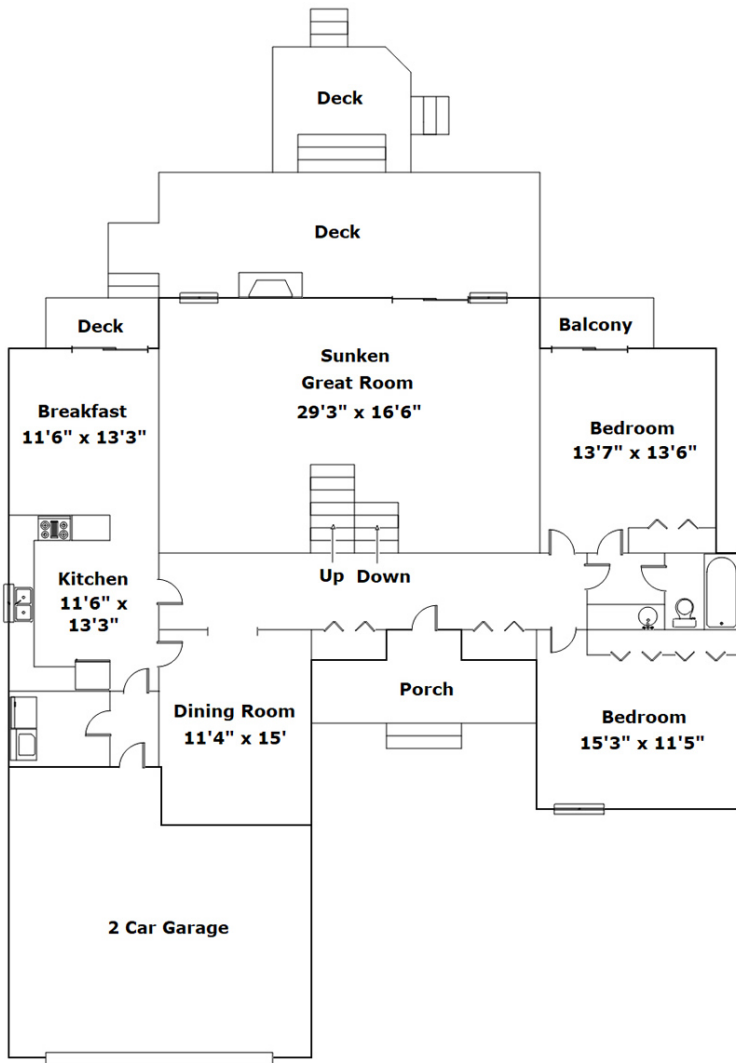 Deck
Deck
Deck
Balcony
Sunken
Great Room
29'3" x 16'6"
Breakfast
11'6" x 13'3"
Bedroom
13'7" x 13'6"
Kitchen
11'6" x
13'3"
Up Down
Dining Room
11'4" x 15'
Porch
Bedroom
15'3" x 11'5"
2 Car Garage